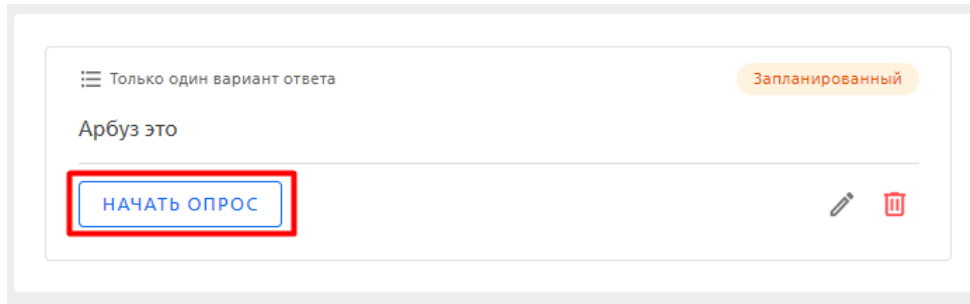 Только один вариант ответа
Запланированный
Арбуз это
НАЧАТЬ ОПРОС